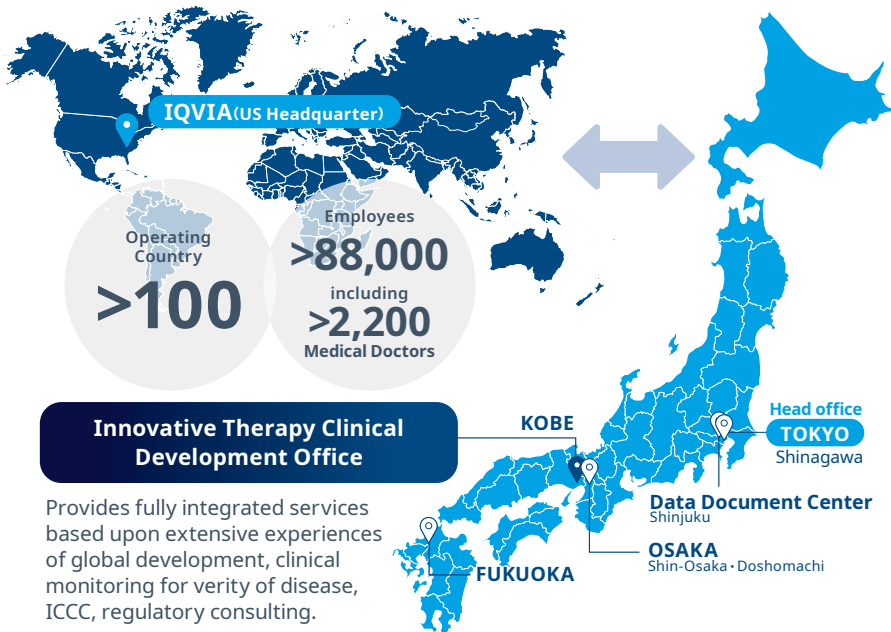 IQVIA(US Headquarter)
Operating
Country
>100
Employees
>88,000
including
>2,200
Medical Doctors
Innovative Therapy Clinical
Development Office
Provides fully integrated services
based upon extensive experiences
of global development, clinical
monitoring for verity of disease,
ICCC, regulatory consulting.
KOBE
Head office
TOKYO
Shinagawa
Data Document Center
Shinjuku
OSAKA
Shin-Osaka・Doshomachi
FUKUOKA